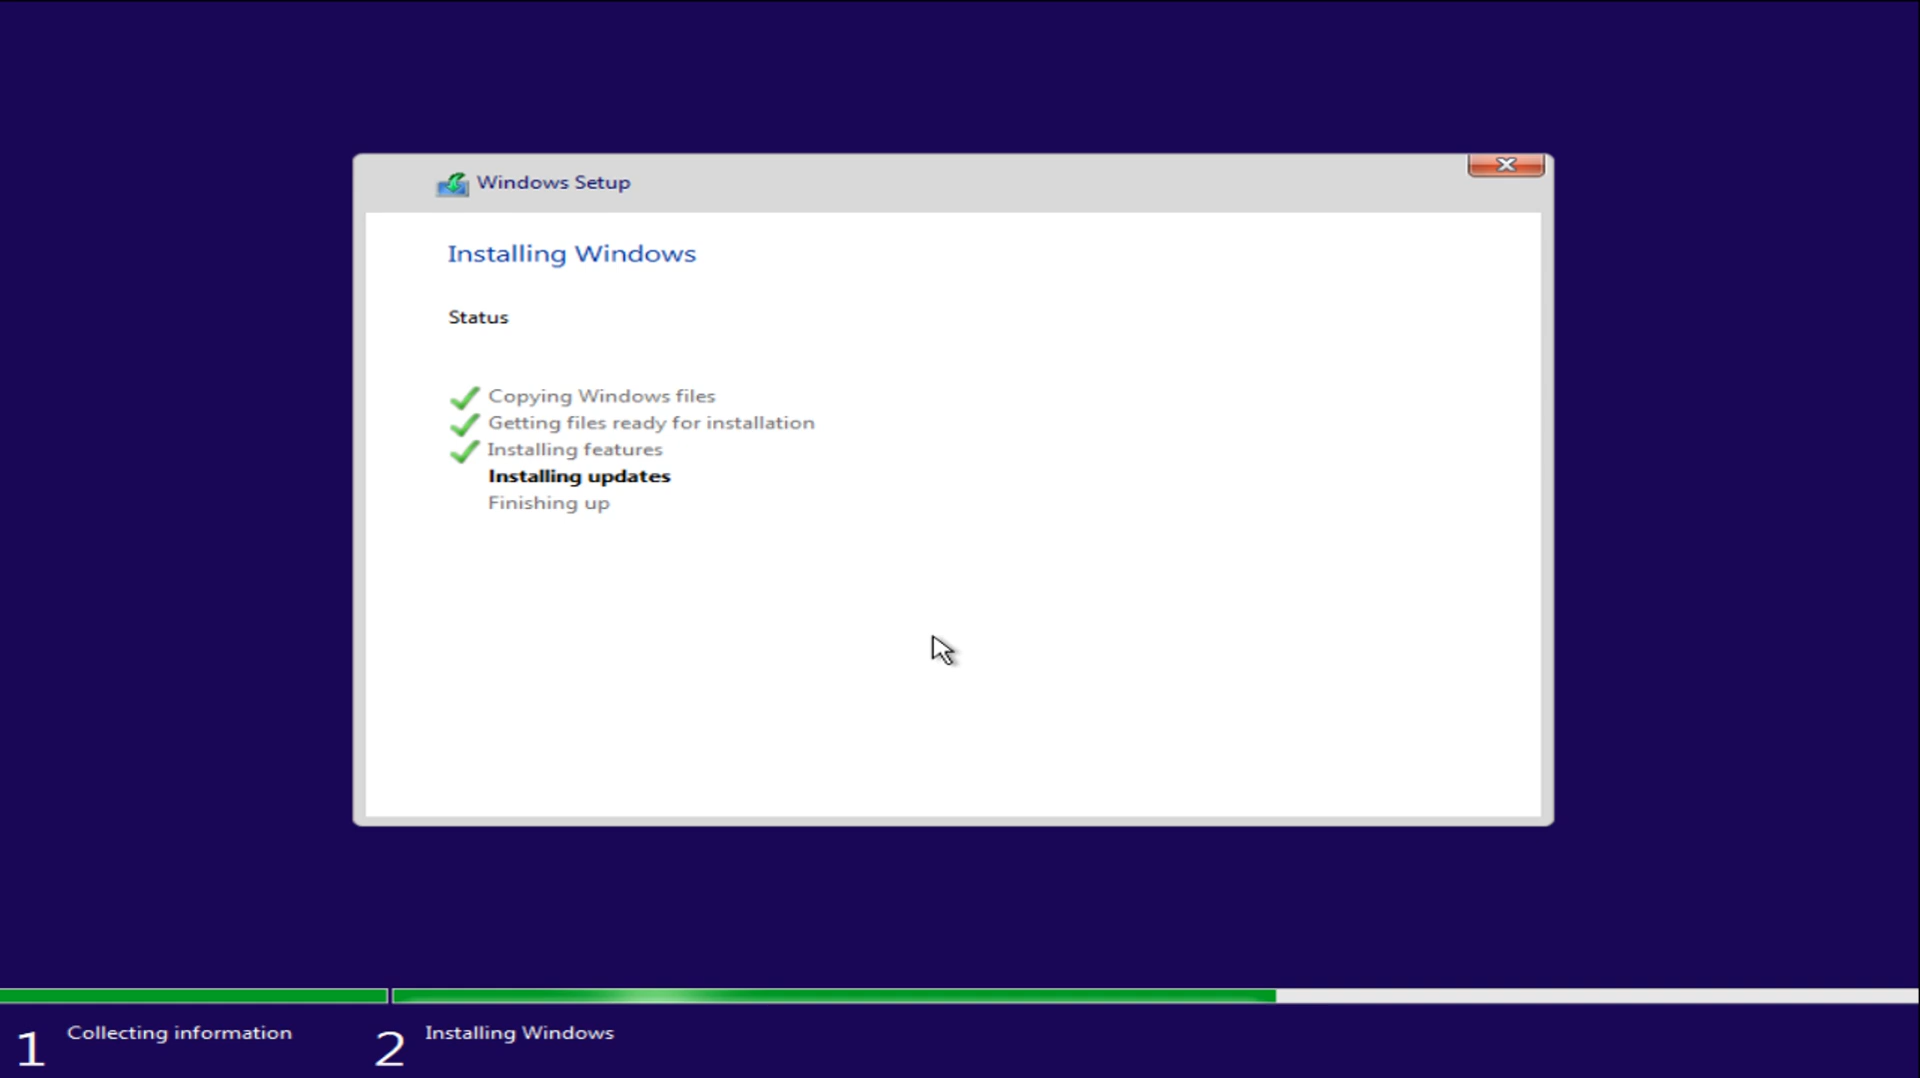 Windows Setup
Installing Windows
Status
Copying Windows files
Getting files ready for installation
Installing features
Installing updates
Finishing up
1 Collecting information 2 Installing Windows